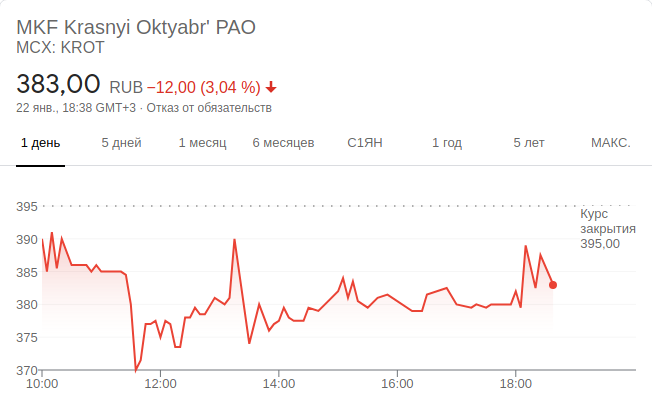 MKF Krasnyi Oktyabr' PAO
MCX: KROT
383,00 RUB −12,00 (3,04 %)
22 янв., 18:38 GMT+3 · Отказ от обязательств
1 день 5 дней 1 месяц 6 месяцев С1ЯН 1 год 5 лет МАКС.
395
Курс
закрытия
395,00
390
385
380
375
370
10:00 12:00 14:00 16:00 18:00